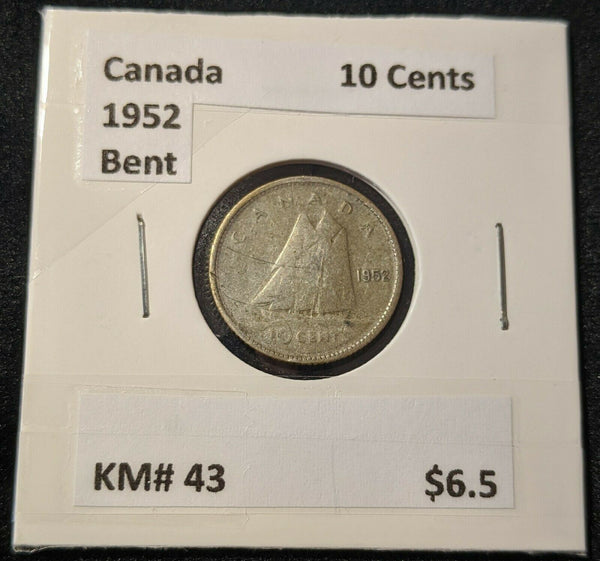 Canada 10 Cents
1952
Bent
CANADA
1952
10 CENTS
KM# 43 $6.5